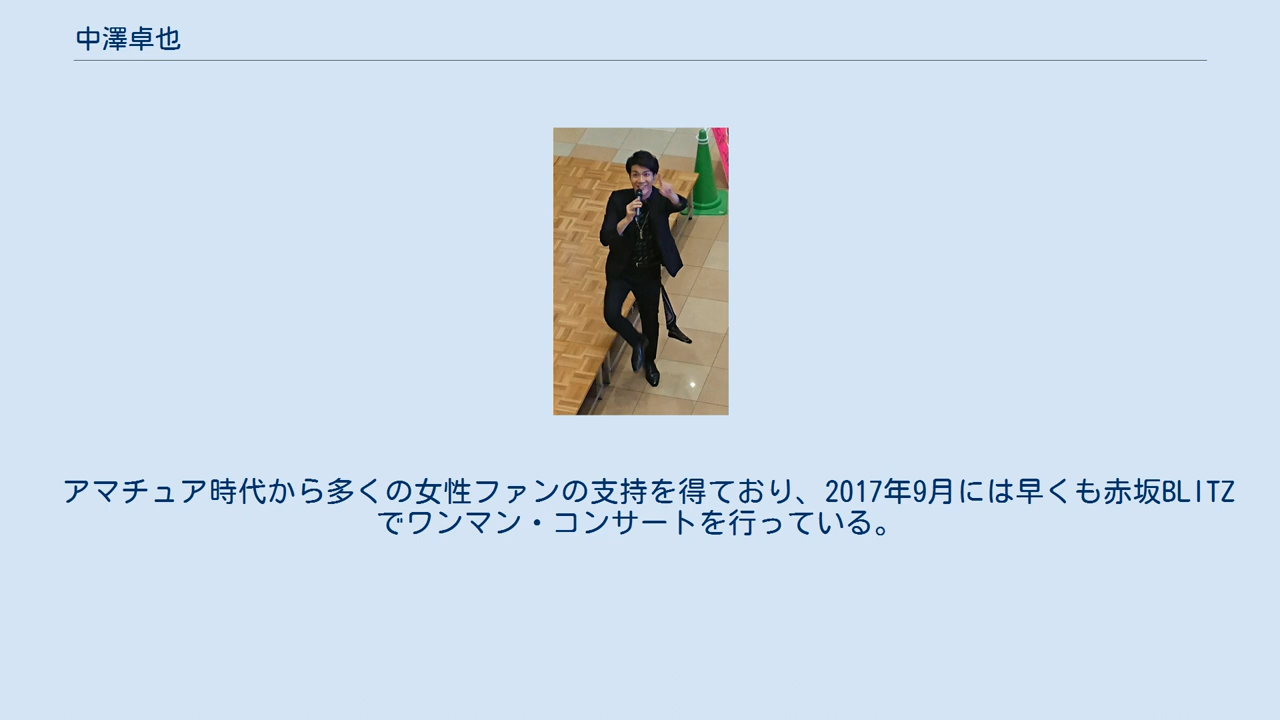 中澤卓也
アマチュア時代から多くの女性ファンの支持を得ており、2017年9月には早くも赤坂BLITZ
でワンマン・コンサートを行っている。